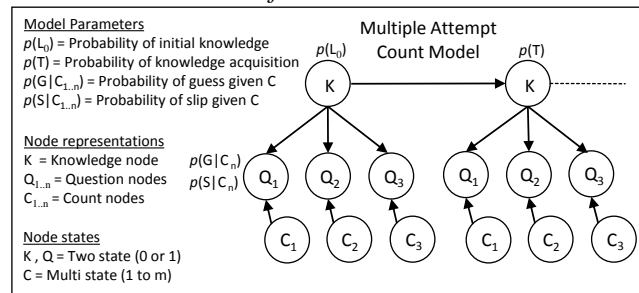 Model Parameters
p(L₀) = Probability of initial knowledge
p(T) = Probability of knowledge acquisition
p(G|C₁..ₙ) = Probability of guess given C
p(S|C₁..ₙ) = Probability of slip given C
Node representations
K = Knowledge node
Q₁..ₙ = Question nodes
C₁..ₙ = Count nodes
Node states
K , Q = Two state (0 or 1)
C = Multi state (1 to m)
Multiple Attempt
Count Model
p(L₀)
p(T)
K
K
p(G|Cₙ)
p(S|Cₙ)
Q₁
Q₂
Q₃
Q₁
Q₂
Q₃
C₁
C₂
C₃
C₁
C₂
C₃